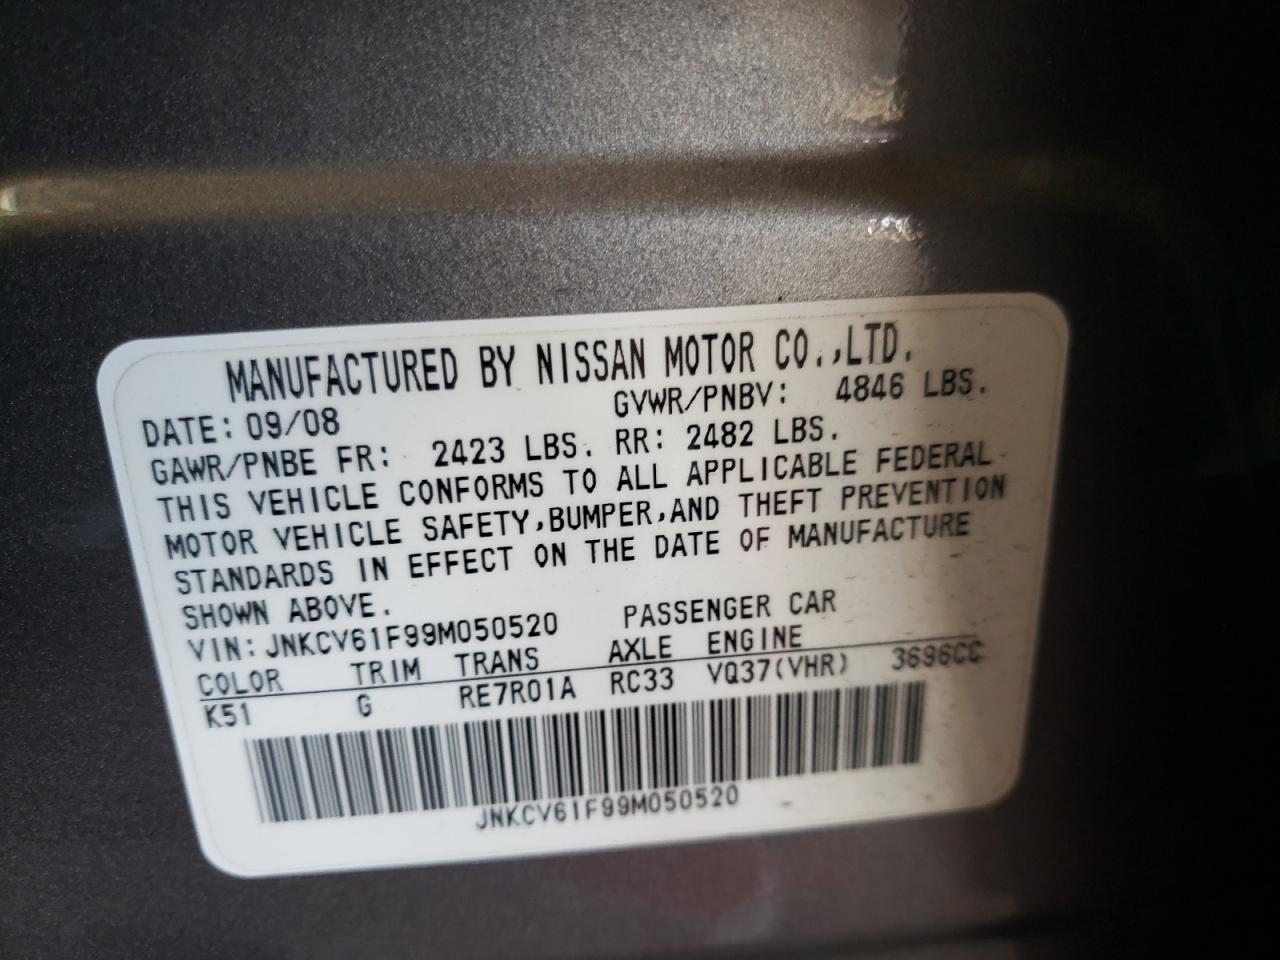 MANUFACTURED BY NISSAN MOTOR CO.,LTD.
DATE: 09/08 GVWR/PNBV: 4846 LBS.
GAWR/PNBE FR: 2423 LBS. RR: 2482 LBS.
THIS VEHICLE CONFORMS TO ALL APPLICABLE FEDERAL
MOTOR VEHICLE SAFETY,BUMPER,AND THEFT PREVENTION
STANDARDS IN EFFECT ON THE DATE OF MANUFACTURE
SHOWN ABOVE.
VIN: JNKCV61F99M050520 PASSENGER CAR
COLOR TRIM TRANS AXLE ENGINE
K51 G RE7R01A RC33 VQ37(VHR) 3696CC
JNKCV61F99M050520